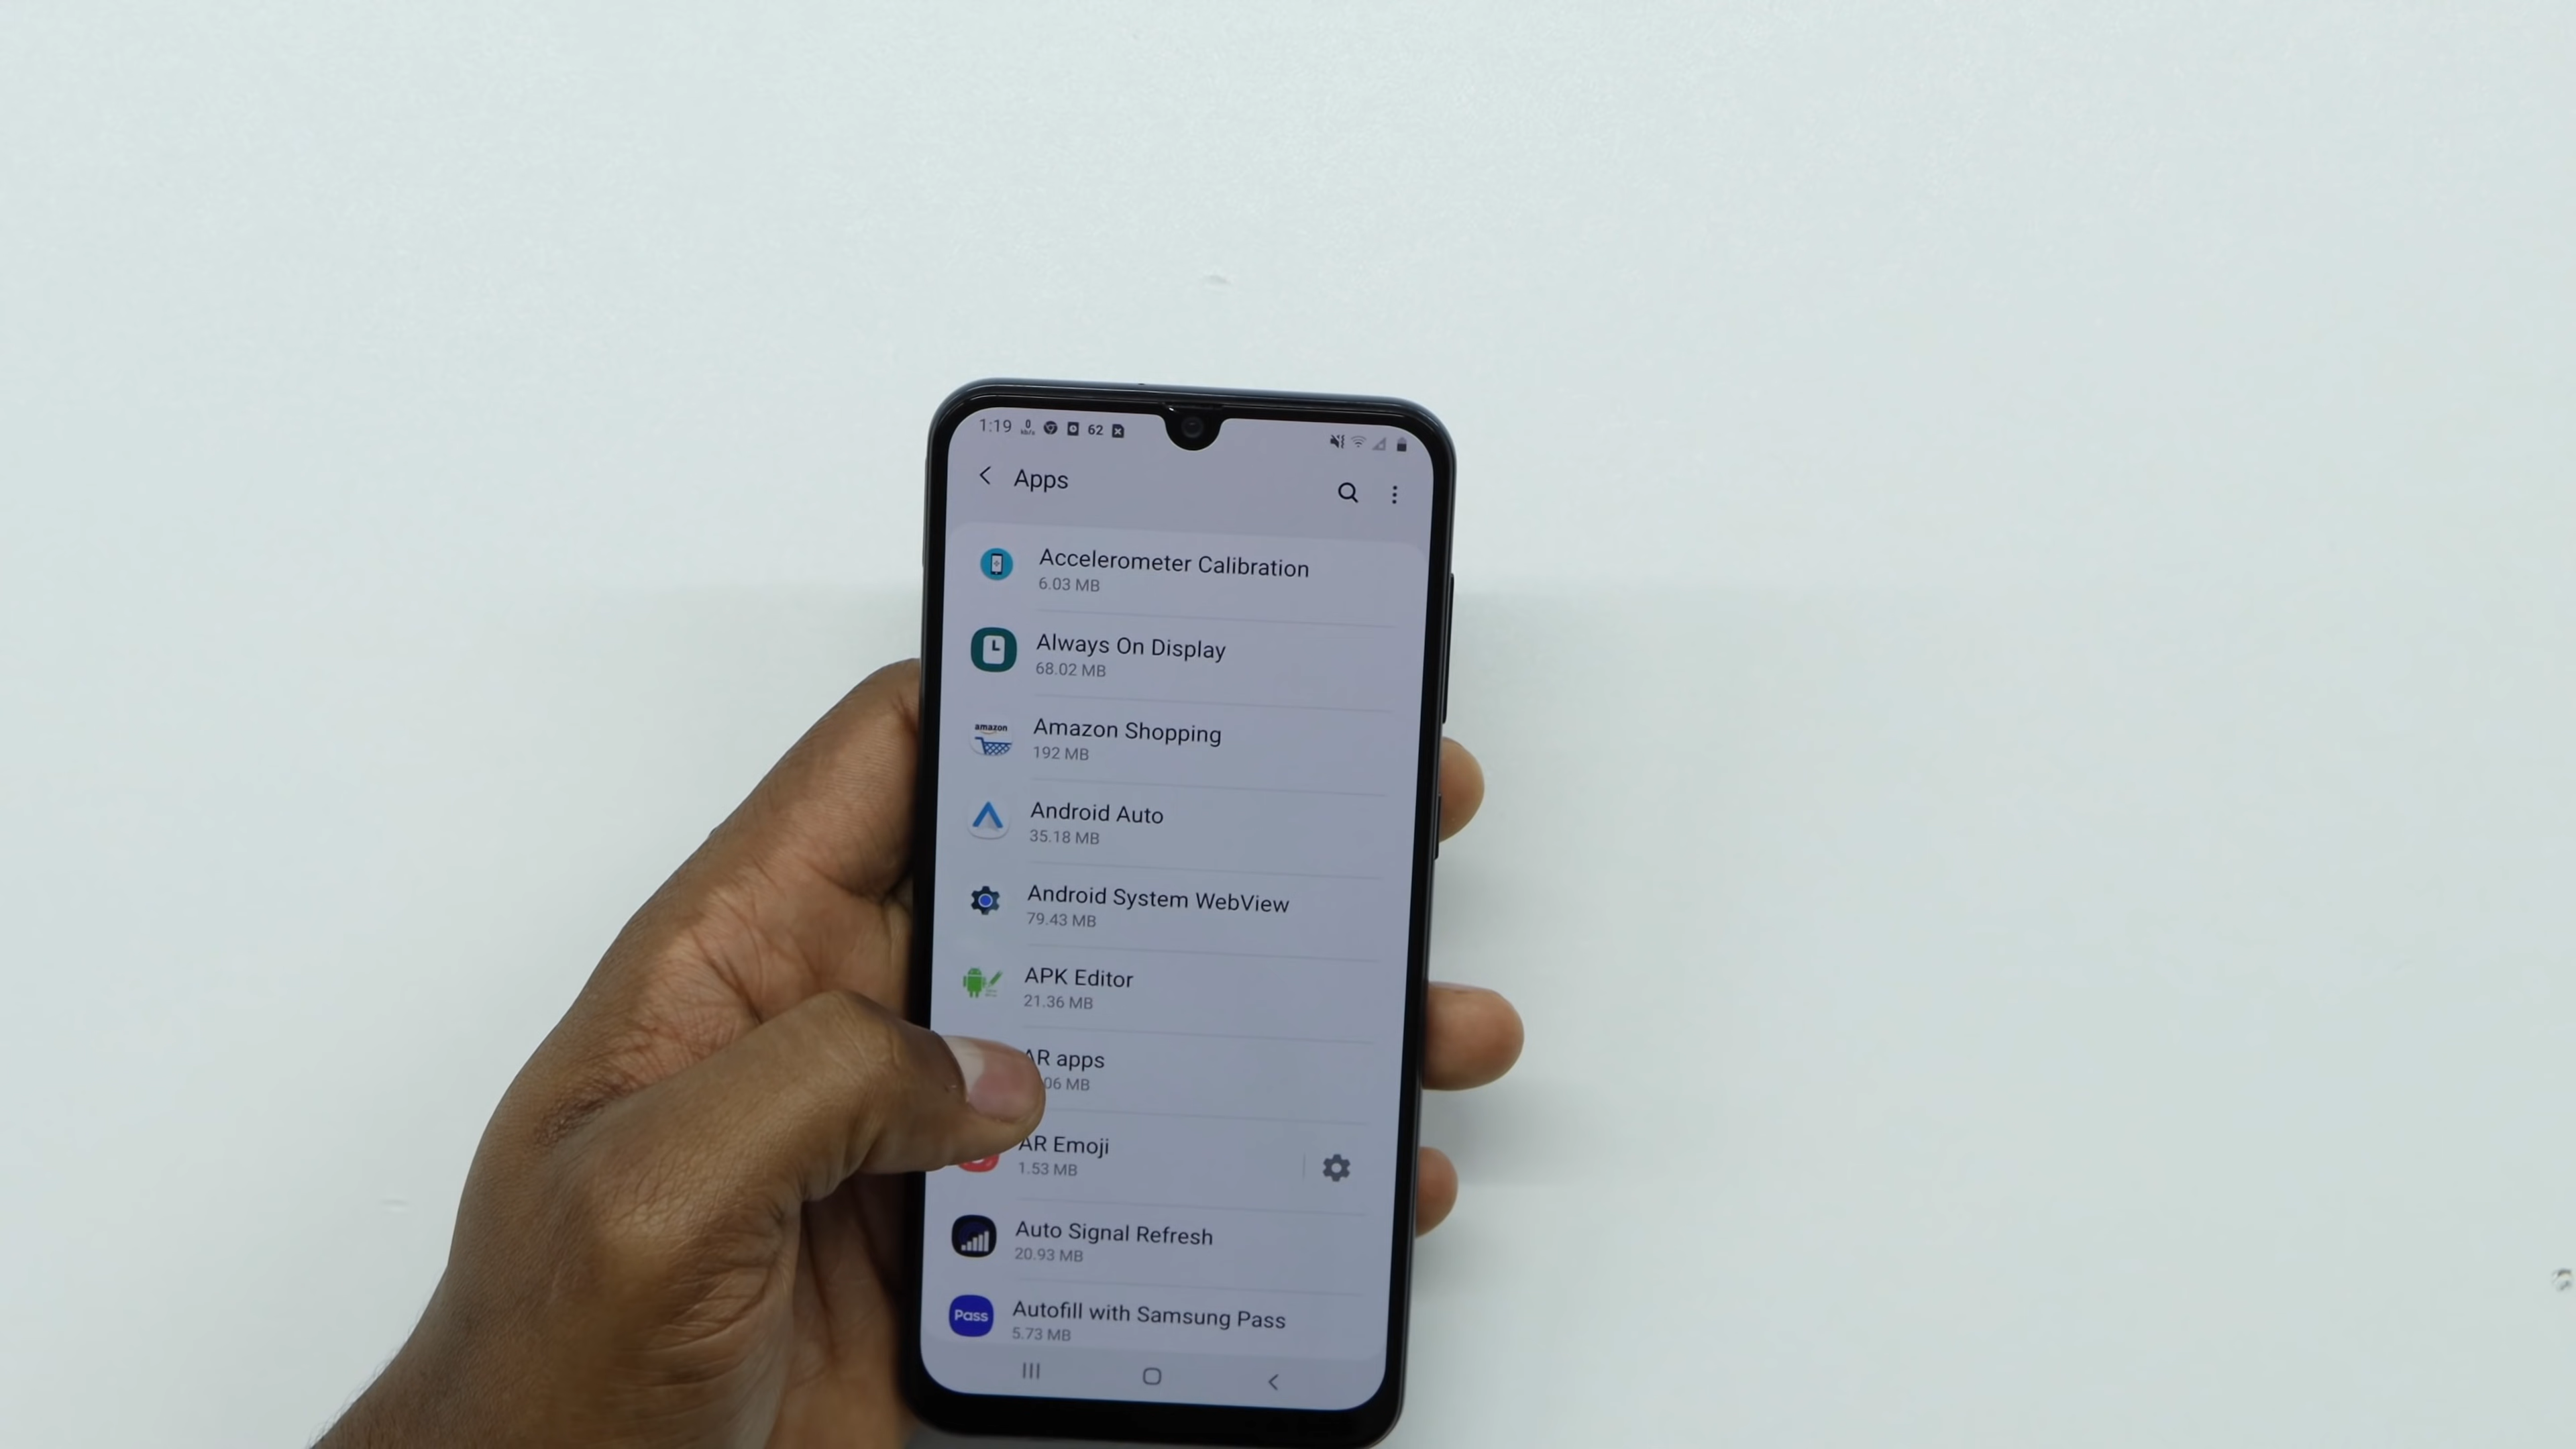 1:19 0 kb/s 62
Apps
Accelerometer Calibration
6.03 MB
Always On Display
68.02 MB
amazon
Amazon Shopping
192 MB
Android Auto
35.18 MB
Android System WebView
79.43 MB
APK Editor
21.36 MB
AR apps
06 MB
AR Emoji
1.53 MB
Auto Signal Refresh
20.93 MB
Pass
Autofill with Samsung Pass
5.73 MB